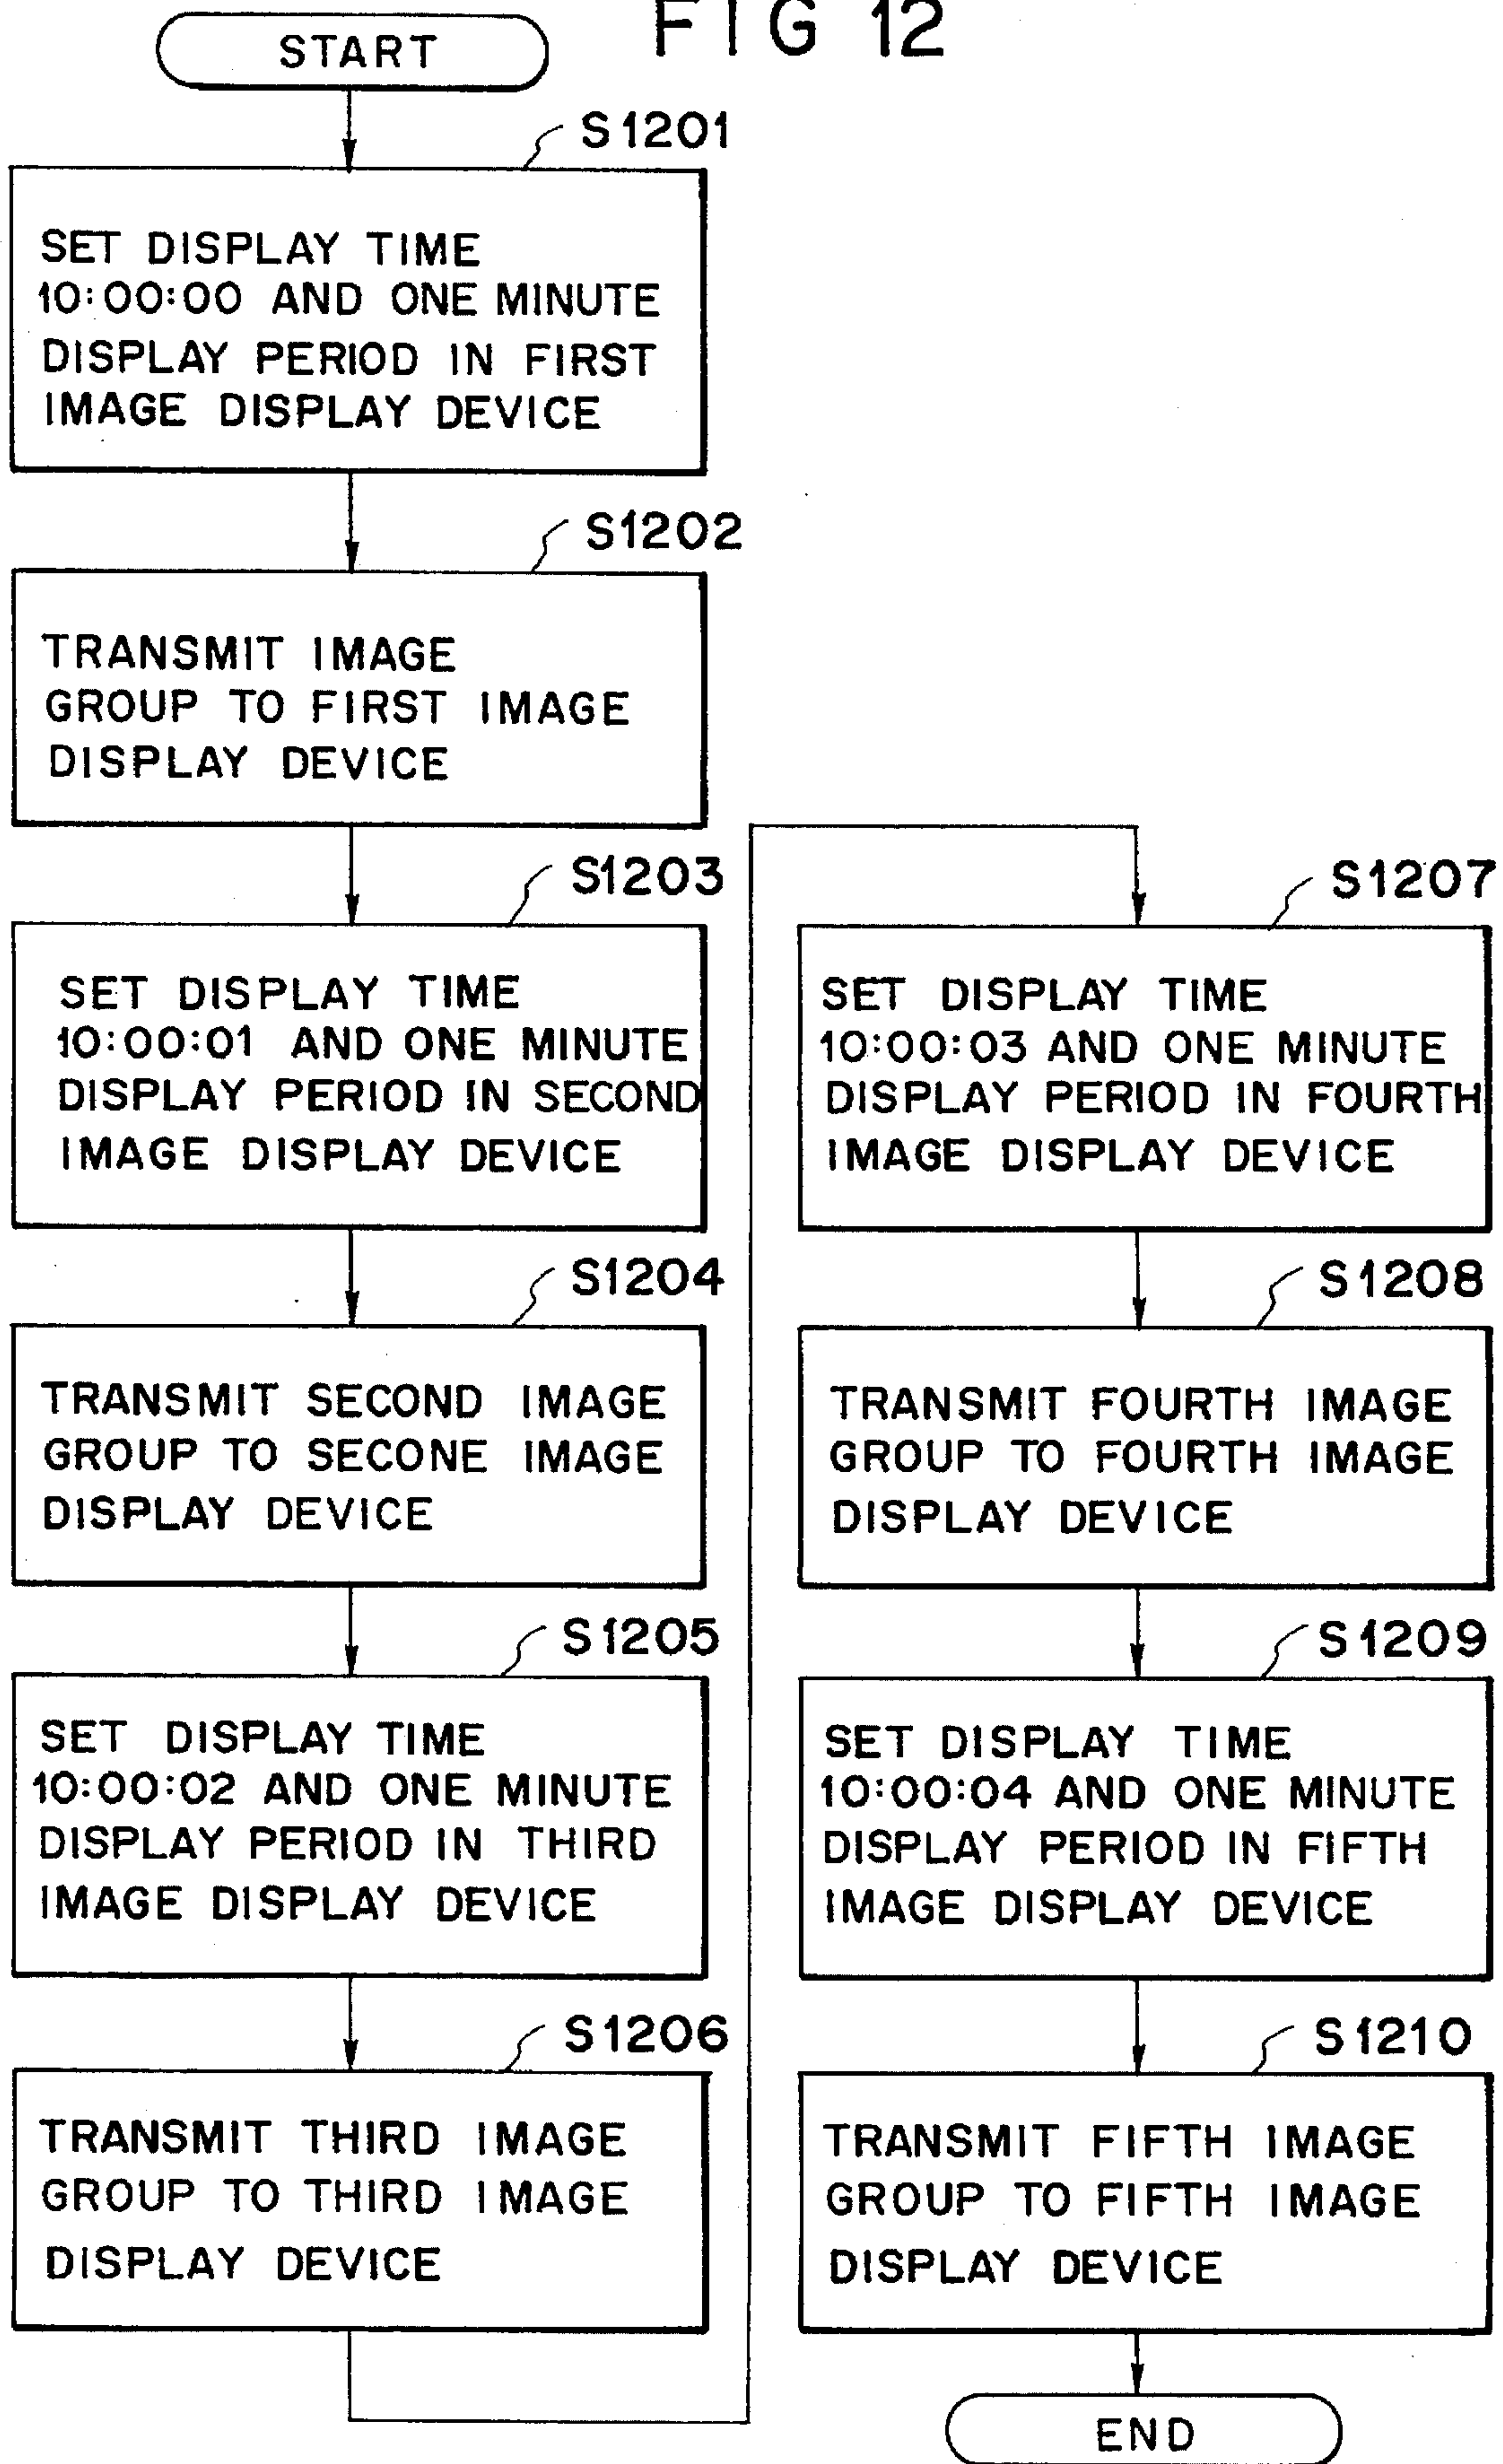 FIG 12
START
S1201
SET DISPLAY TIME
10:00:00 AND ONE MINUTE
DISPLAY PERIOD IN FIRST
IMAGE DISPLAY DEVICE
S1202
TRANSMIT IMAGE
GROUP TO FIRST IMAGE
DISPLAY DEVICE
S1203
SET DISPLAY TIME
10:00:01 AND ONE MINUTE
DISPLAY PERIOD IN SECOND
IMAGE DISPLAY DEVICE
S1204
TRANSMIT SECOND IMAGE
GROUP TO SECONE IMAGE
DISPLAY DEVICE
S1205
SET DISPLAY TIME
10:00:02 AND ONE MINUTE
DISPLAY PERIOD IN THIRD
IMAGE DISPLAY DEVICE
S1206
TRANSMIT THIRD IMAGE
GROUP TO THIRD IMAGE
DISPLAY DEVICE
S1207
SET DISPLAY TIME
10:00:03 AND ONE MINUTE
DISPLAY PERIOD IN FOURTH
IMAGE DISPLAY DEVICE
S1208
TRANSMIT FOURTH IMAGE
GROUP TO FOURTH IMAGE
DISPLAY DEVICE
S1209
SET DISPLAY TIME
10:00:04 AND ONE MINUTE
DISPLAY PERIOD IN FIFTH
IMAGE DISPLAY DEVICE
S1210
TRANSMIT FIFTH IMAGE
GROUP TO FIFTH IMAGE
DISPLAY DEVICE
END